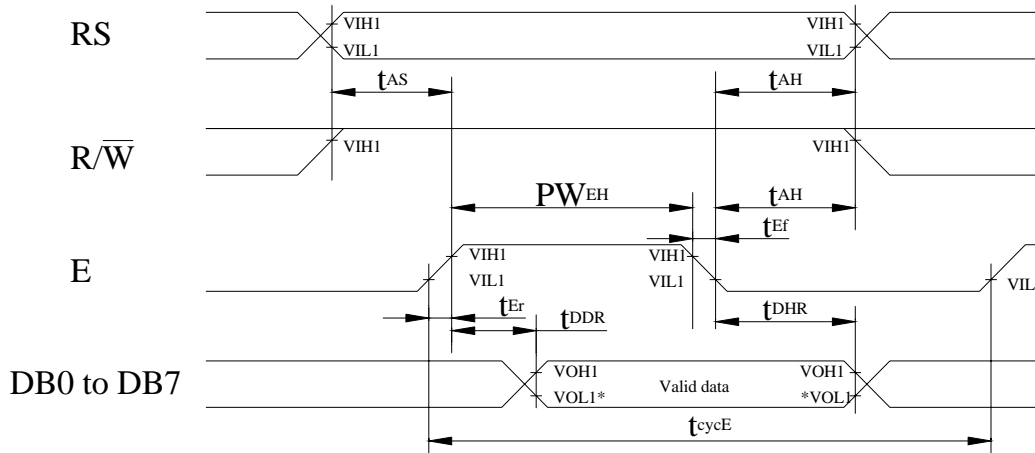 RS
VIH1
VIL1
VIH1
VIL1
tAS
tAH
R/W̅
VIH1
VIH1
PWEH
tAH
tEf
E
VIH1
VIL1
VIH1
VIL1
VIL
tEr
tDDR
tDHR
DB0 to DB7
VOH1
VOL1*
Valid data
VOH1
*VOL1
tcycE